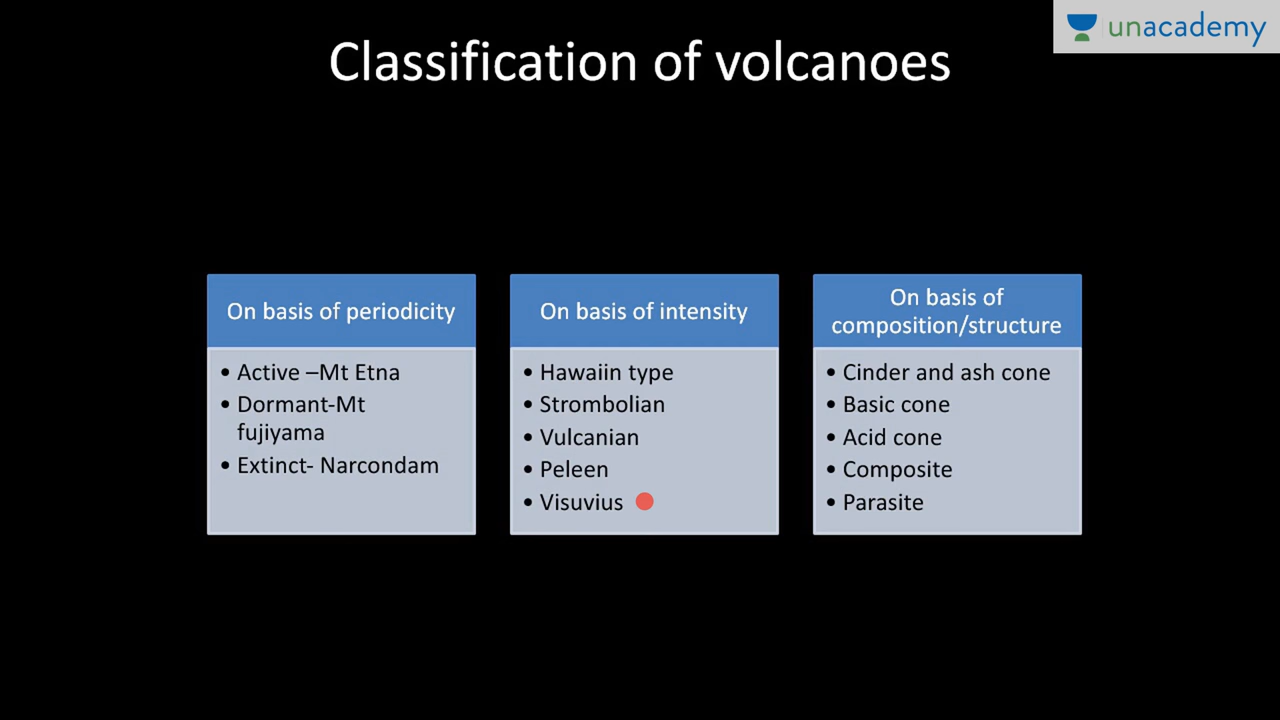 unacademy
Classification of volcanoes
On basis of periodicity
• Active –Mt Etna
• Dormant-Mt
fujiyama
• Extinct- Narcondam
On basis of intensity
• Hawaiin type
• Strombolian
• Vulcanian
• Peleen
• Visuvius
On basis of
composition/structure
• Cinder and ash cone
• Basic cone
• Acid cone
• Composite
• Parasite